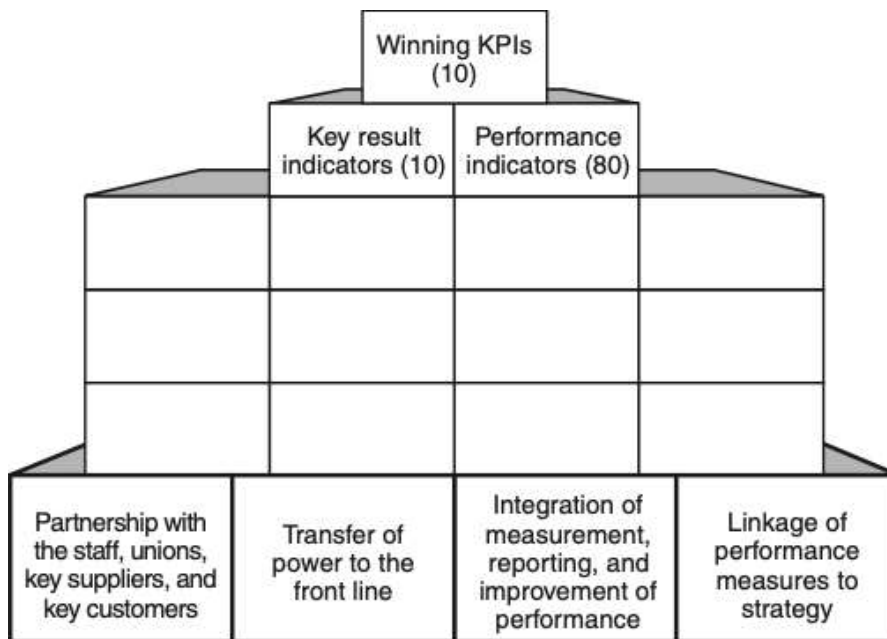 Winning KPIs
(10)
Key result
indicators (10)
Performance
indicators (80)
Partnership with
the staff, unions,
key suppliers, and
key customers
Transfer of
power to the
front line
Integration of
measurement,
reporting, and
improvement of
performance
Linkage of
performance
measures to
strategy